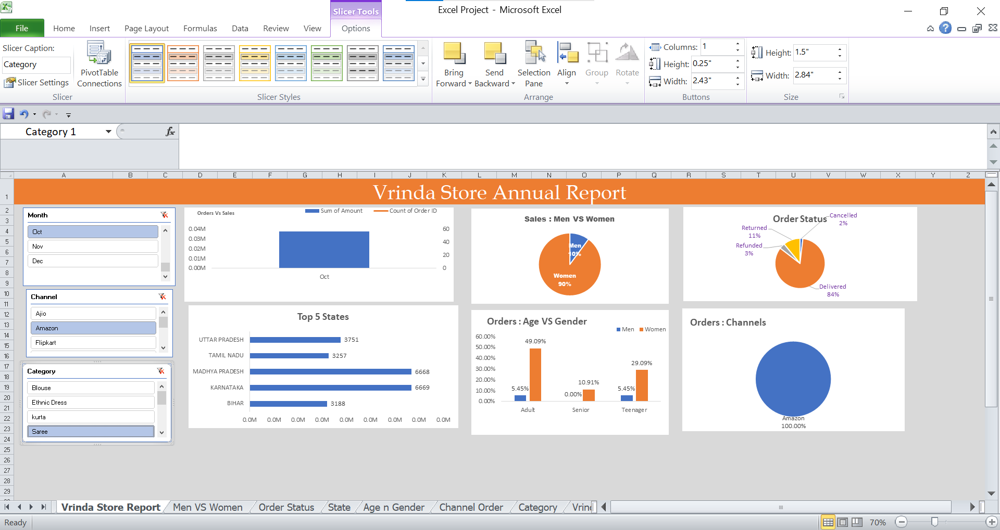 Slicer Tools
Excel Project - Microsoft Excel
File Home Insert Page Layout Formulas Data Review View Options
Slicer Caption:
Category
Slicer Settings
PivotTable
Connections
Slicer
Slicer Styles
Bring
Forward
Send
Backward
Selection
Pane
Align
Group
Rotate
Arrange
Columns: 1
Height: 0.25"
Width: 2.43"
Buttons
Height: 1.5"
Width: 2.84"
Size
Category 1
fx
A B C D E F G H I J K L M N O P Q R S T U V W X Y Z
1
2
3
4
5
6
7
8
9
10
11
12
13
14
15
16
17
18
19
20
21
22
23
24
25
26
27
28
29
Vrinda Store Annual Report
Month
Oct
Nov
Dec
Channel
Ajio
Amazon
Flipkart
Category
Blouse
Ethnic Dress
kurta
Saree
Orders Vs Sales
Sum of Amount
Count of Order ID
0.04M
0.03M
0.02M
0.01M
0.00M
60
40
20
0
Oct
Sales : Men VS Women
Men
10%
Women
90%
Order Status
Cancelled
2%
Returned
11%
Refunded
3%
Delivered
84%
Top 5 States
UTTAR PRADESH 3751
TAMIL NADU 3257
MADHYA PRADESH 6668
KARNATAKA 6669
BIHAR 3188
0.0M 0.0M 0.0M 0.0M 0.0M 0.0M 0.0M 0.0M 0.0M
Orders : Age VS Gender
Men Women
60.00%
50.00%
40.00%
30.00%
20.00%
10.00%
0.00%
5.45%
49.09%
0.00%
10.91%
5.45%
29.09%
Adult Senior Teenager
Orders : Channels
Amazon
100.00%
Vrinda Store Report Men VS Women Order Status State Age n Gender Channel Order Category
Ready
70%